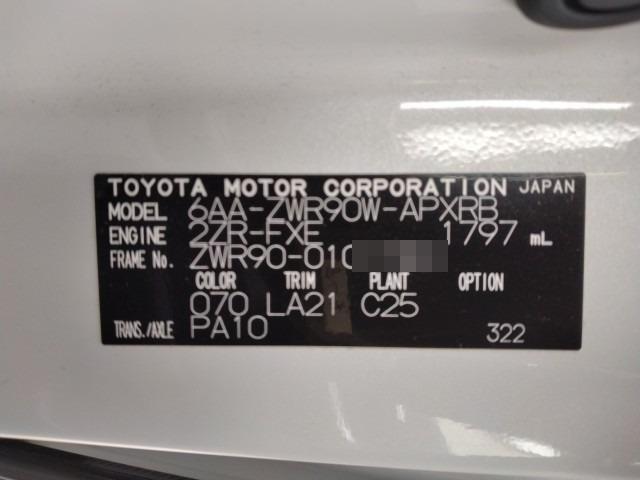 TOYOTA MOTOR CORPORATION JAPAN
MODEL 6AA-ZWR90W-APXRB
ENGINE 2ZR-FXE 1797 mL
FRAME No. ZWR90-010
COLOR TRIM PLANT OPTION
070 LA21 C25
TRANS./AXLE PA10 322